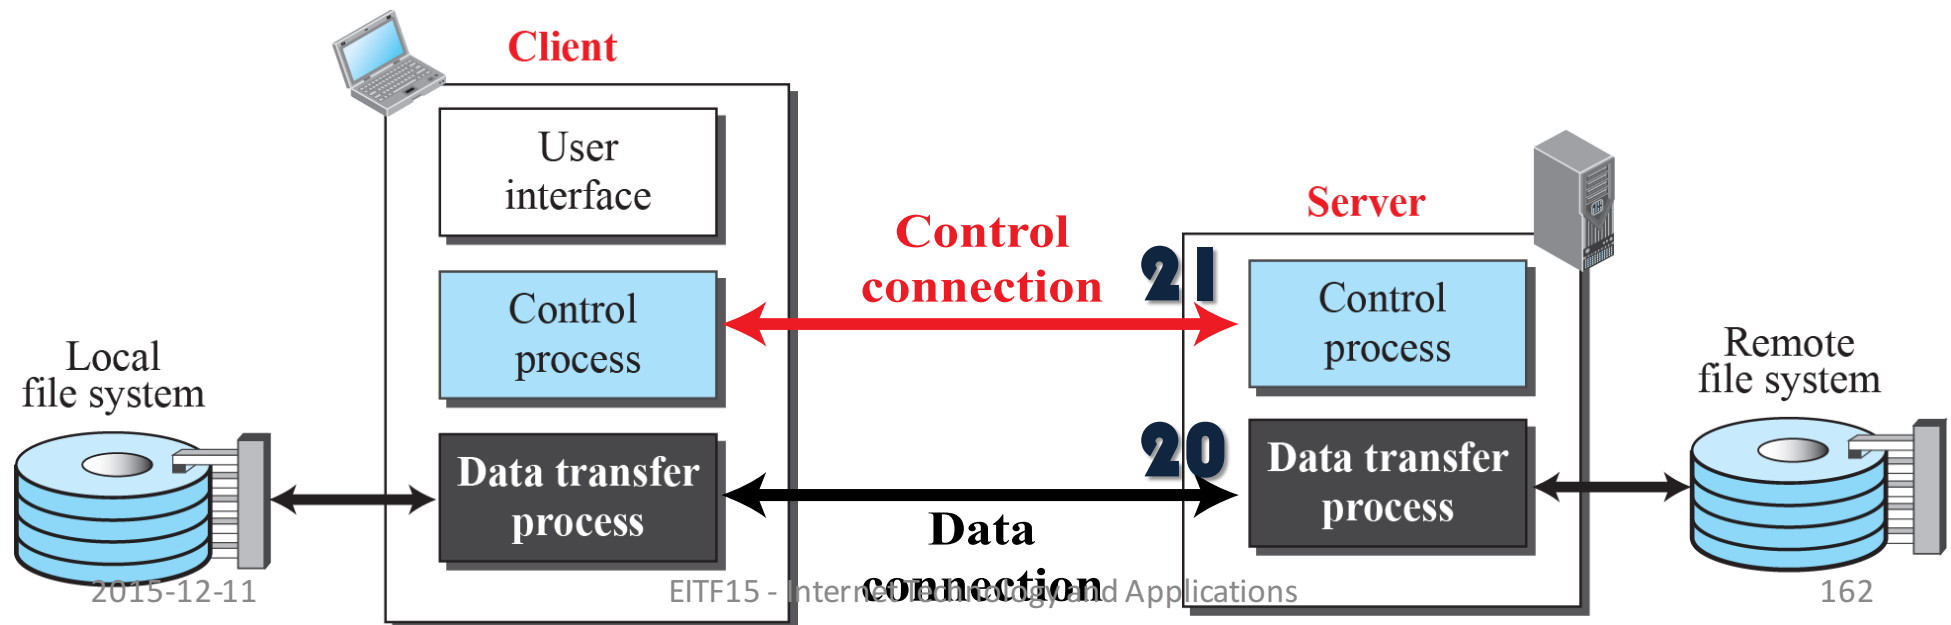 Client
User
interface
Server
Control
connection
21
Control
process
Control
process
Local
file system
Remote
file system
20
Data transfer
process
Data transfer
process
Data
connection
2015-12-11
EITF15 - Internet Technology and Applications
162